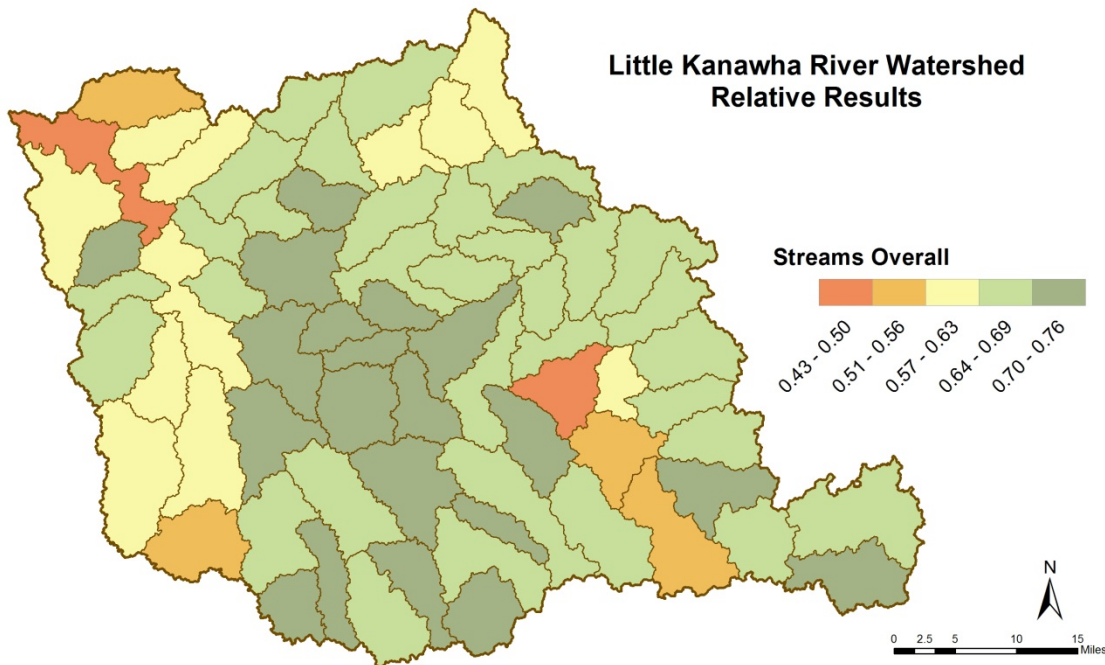 Little Kanawha River Watershed
Relative Results
Streams Overall
0.43 - 0.50
0.51 - 0.56
0.57 - 0.63
0.64 - 0.69
0.70 - 0.76
N
0 2.5 5 10 15
Miles